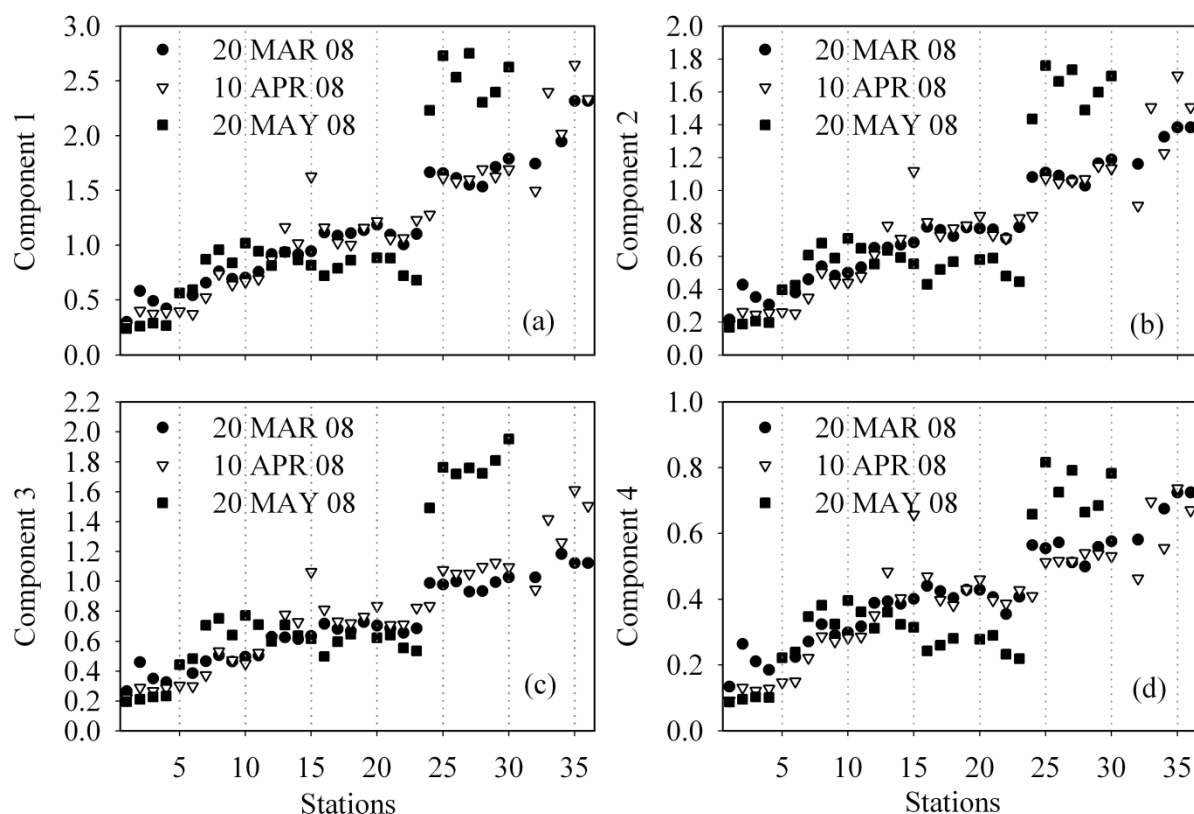 3.0
2.5
2.0
1.5
1.0
0.5
0.0
Component 1
20 MAR 08
10 APR 08
20 MAY 08
(a)
2.0
1.8
1.6
1.4
1.2
1.0
0.8
0.6
0.4
0.2
0.0
Component 2
20 MAR 08
10 APR 08
20 MAY 08
(b)
2.2
2.0
1.8
1.6
1.4
1.2
1.0
0.8
0.6
0.4
0.2
0.0
Component 3
20 MAR 08
10 APR 08
20 MAY 08
(c)
5 10 15 20 25 30 35
Stations
1.0
0.8
0.6
0.4
0.2
0.0
Component 4
20 MAR 08
10 APR 08
20 MAY 08
(d)
5 10 15 20 25 30 35
Stations